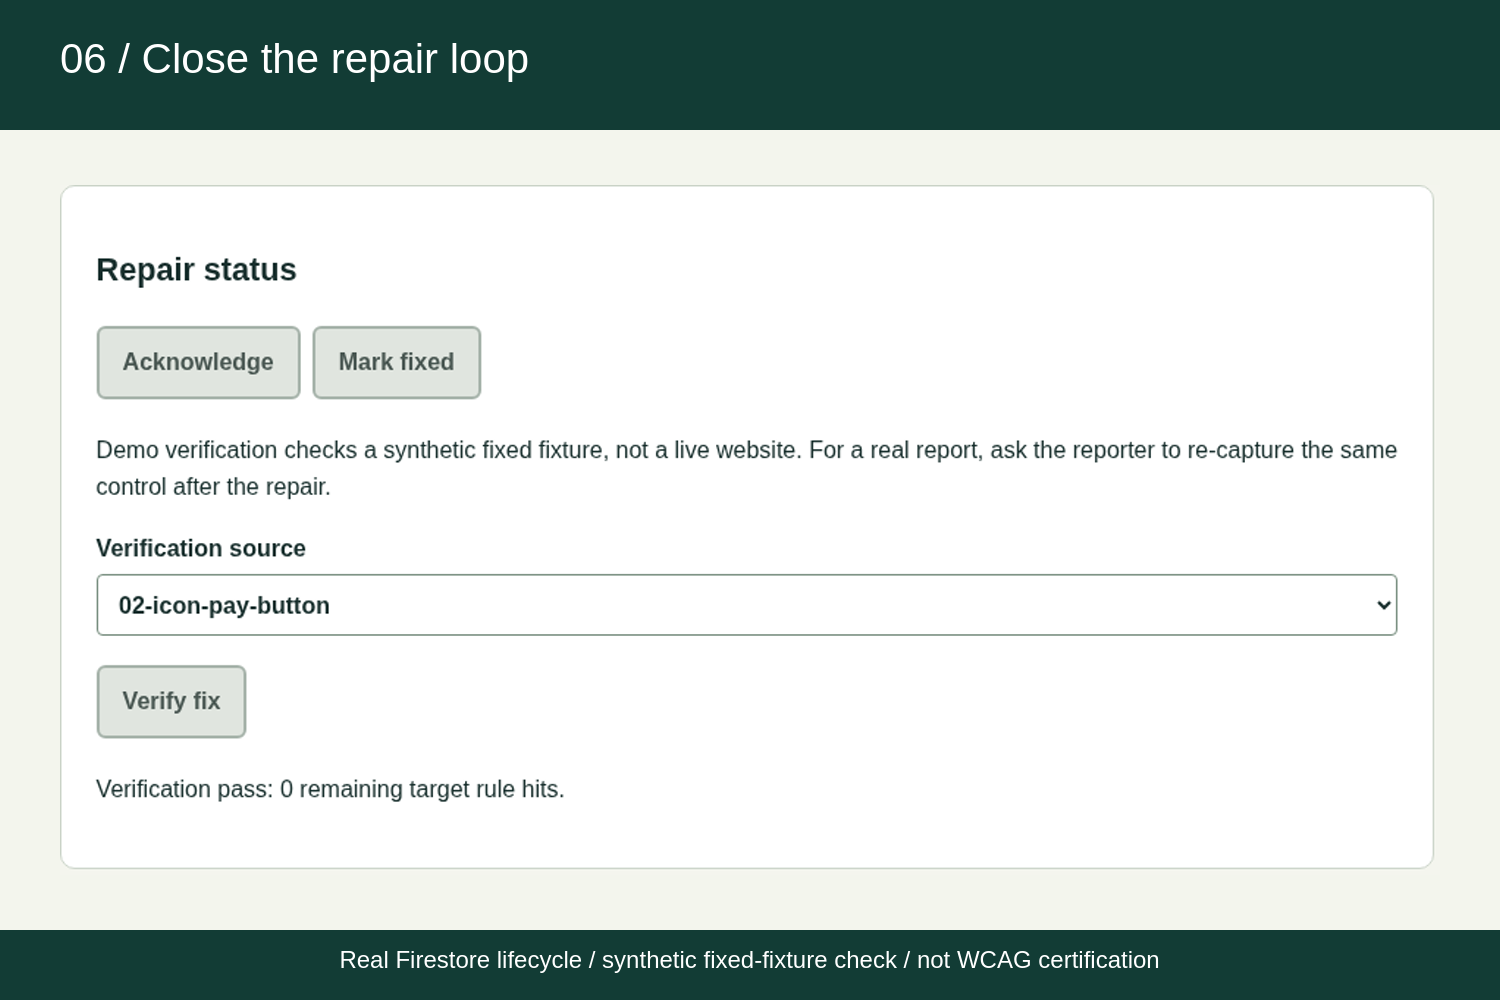 06 / Close the repair loop
Repair status
Acknowledge
Mark fixed
Demo verification checks a synthetic fixed fixture, not a live website. For a real report, ask the reporter to re-capture the same
control after the repair.
Verification source
02-icon-pay-button
Verify fix
Verification pass: 0 remaining target rule hits.
Real Firestore lifecycle / synthetic fixed-fixture check / not WCAG certification